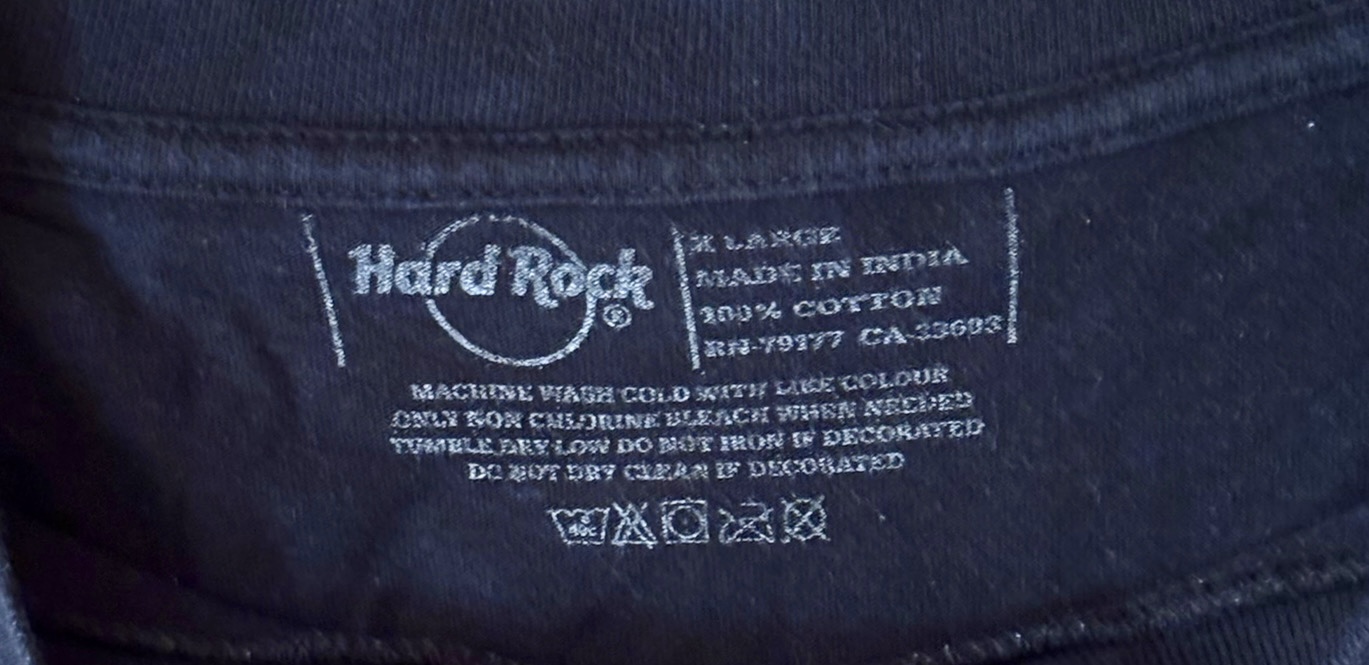 Hard Rock
®
X LARGE
MADE IN INDIA
100% COTTON
RN-79177 CA-33603
MACHINE WASH COLD WITH LIKE COLOUR
ONLY NON CHLORINE BLEACH WHEN NEEDED
TUMBLE DRY LOW DO NOT IRON IF DECORATED
DO NOT DRY CLEAN IF DECORATED